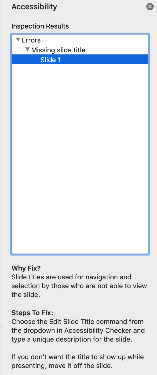 Accessibility
Inspection Results
Errors
Missing slide title
Slide 1
Why Fix?
Slide titles are used for navigation and
selection by those who are not able to view
the slide.
Steps To Fix:
Choose the Edit Slide Title command from
the dropdown in Accessibility Checker and
type a unique description for the slide.
If you don't want the title to show up while
presenting, move it off the slide.